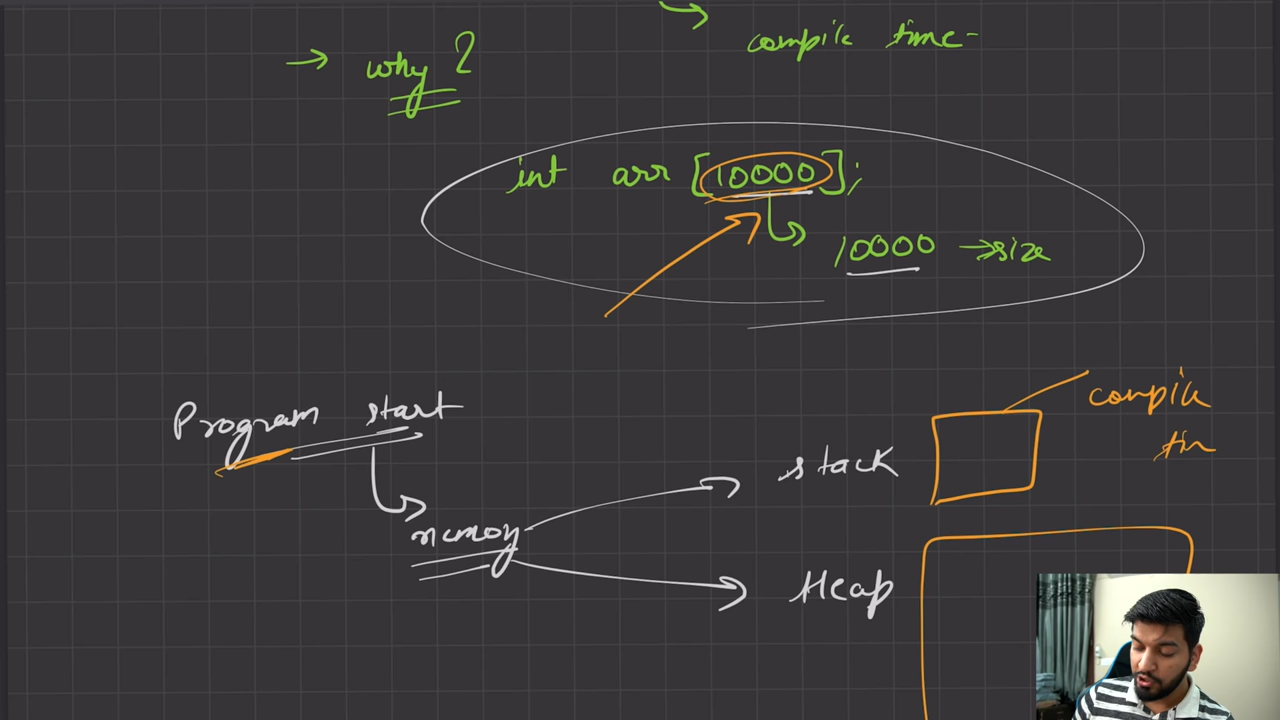 → why ?
compile time-
int arr [10000];
10000 → size
Program start
memory
stack
Heap
compile